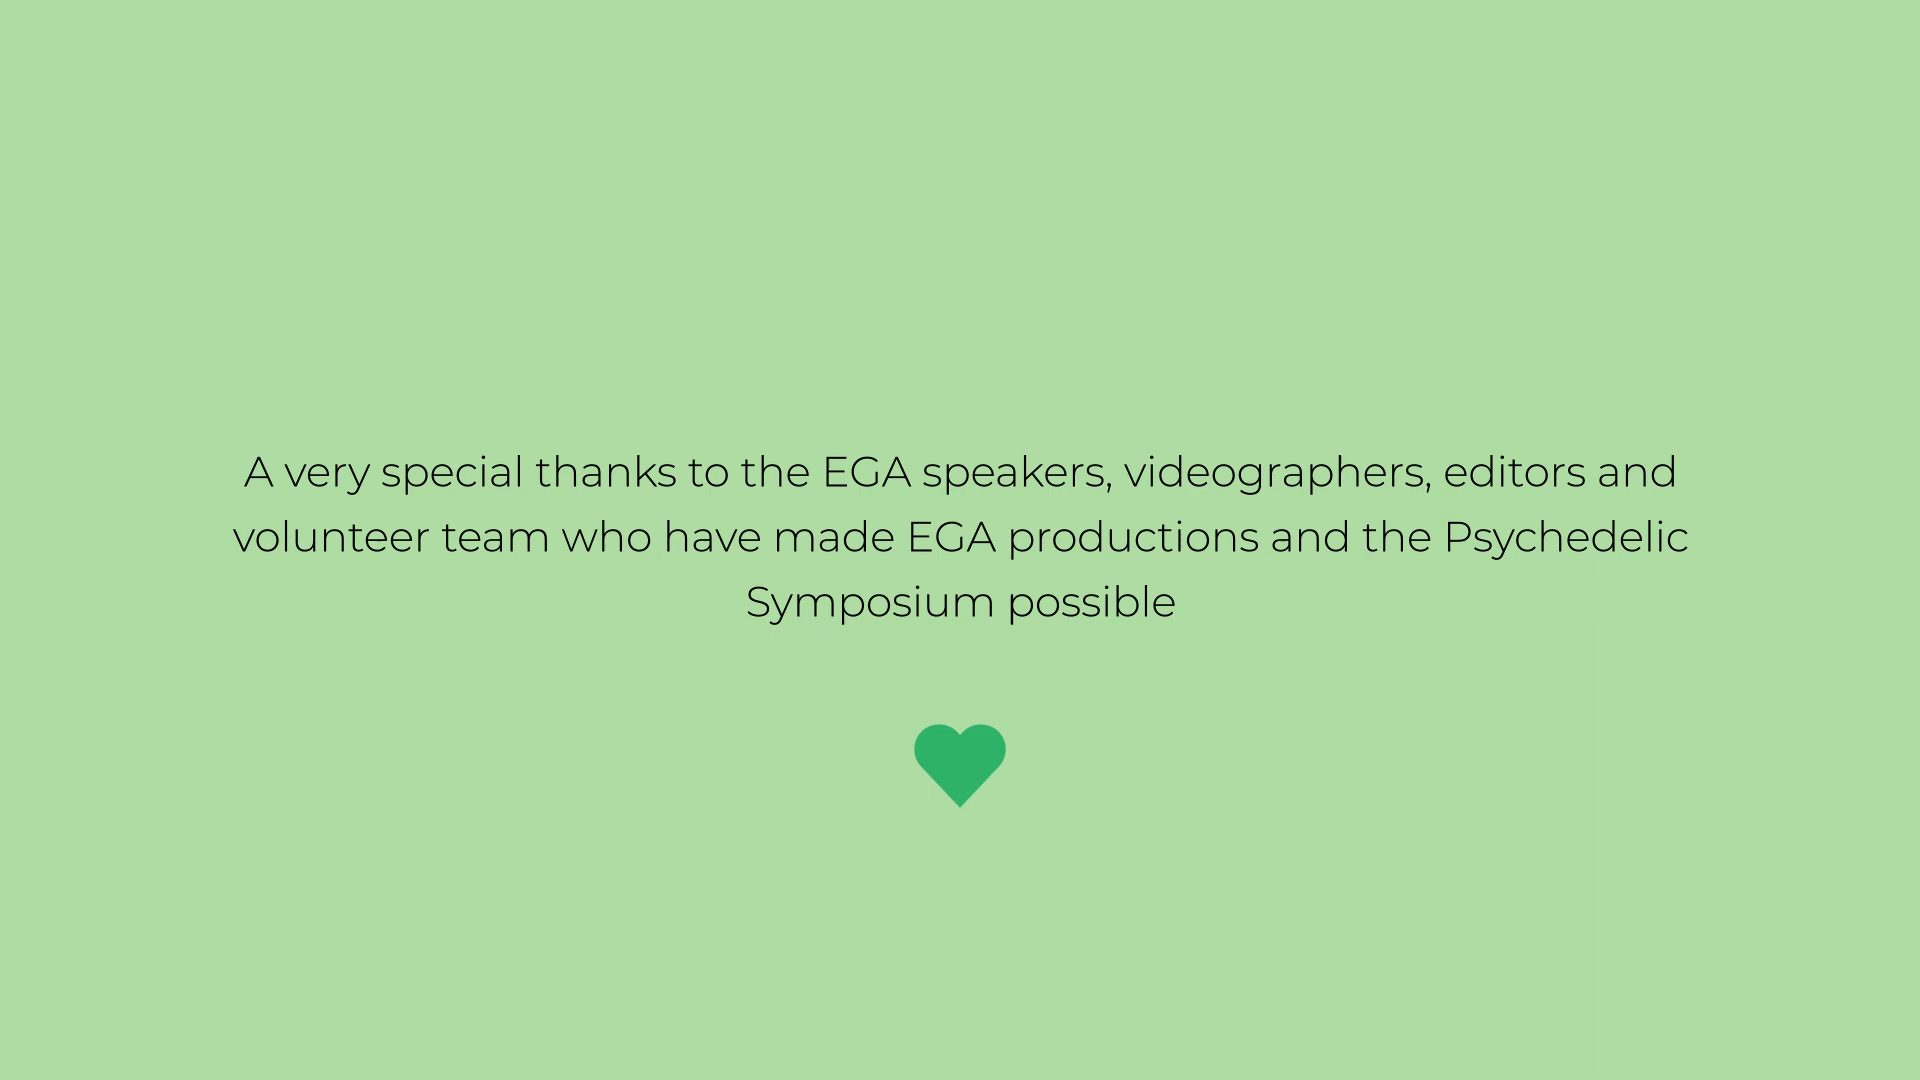 A very special thanks to the EGA speakers, videographers, editors and
volunteer team who have made EGA productions and the Psychedelic
Symposium possible